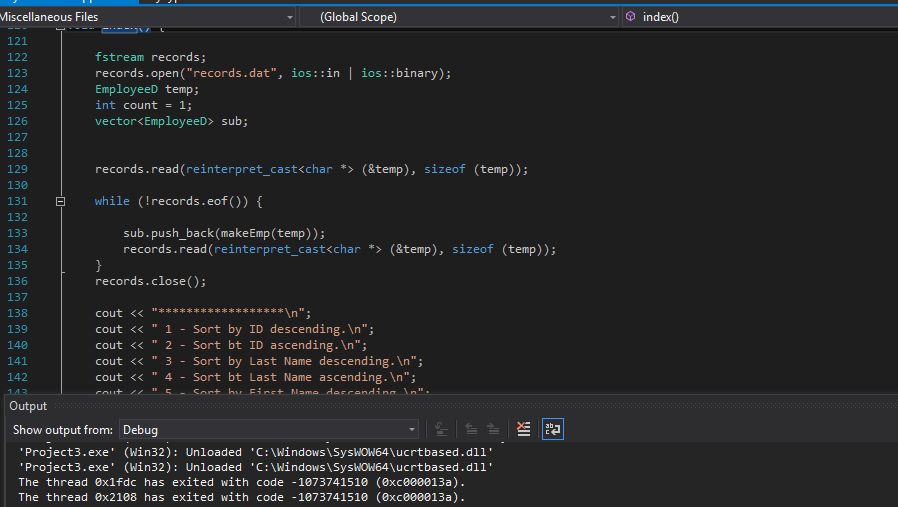 Miscellaneous Files (Global Scope) index()
121
122 fstream records;
123 records.open("records.dat", ios::in | ios::binary);
124 EmployeeD temp;
125 int count = 1;
126 vector<EmployeeD> sub;
127
128
129 records.read(reinterpret_cast<char *> (&temp), sizeof (temp));
130
131 while (!records.eof()) {
132
133 sub.push_back(makeEmp(temp));
134 records.read(reinterpret_cast<char *> (&temp), sizeof (temp));
135 }
136 records.close();
137
138 cout << "******************\n";
139 cout << " 1 - Sort by ID descending.\n";
140 cout << " 2 - Sort bt ID ascending.\n";
141 cout << " 3 - Sort by Last Name descending.\n";
142 cout << " 4 - Sort bt Last Name ascending.\n";
143 cout << " 5 - Sort by First Name descending.\n";
Output
Show output from: Debug
'Project3.exe' (Win32): Unloaded 'C:\Windows\SysWOW64\ucrtbased.dll'
'Project3.exe' (Win32): Unloaded 'C:\Windows\SysWOW64\ucrtbased.dll'
The thread 0x1fdc has exited with code -1073741510 (0xc000013a).
The thread 0x2108 has exited with code -1073741510 (0xc000013a).